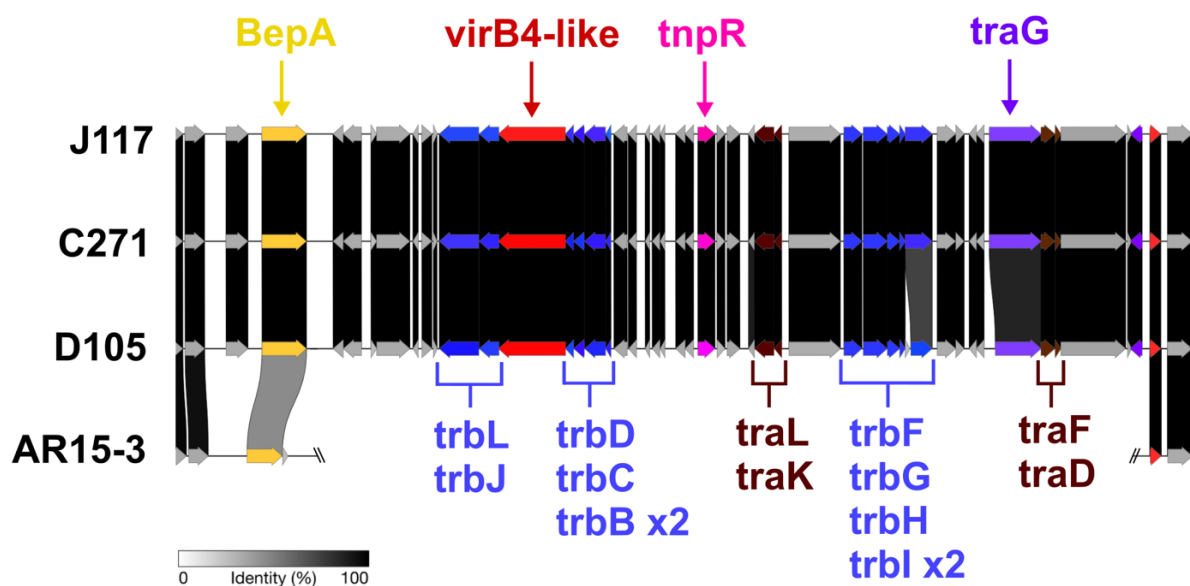 BepA virB4-like tnpR traG
J117
C271
D105
AR15-3
trbL trbD traL trbF traF
trbJ trbC traK trbG traD
trbB x2 trbH
trbI x2
0 Identity (%) 100